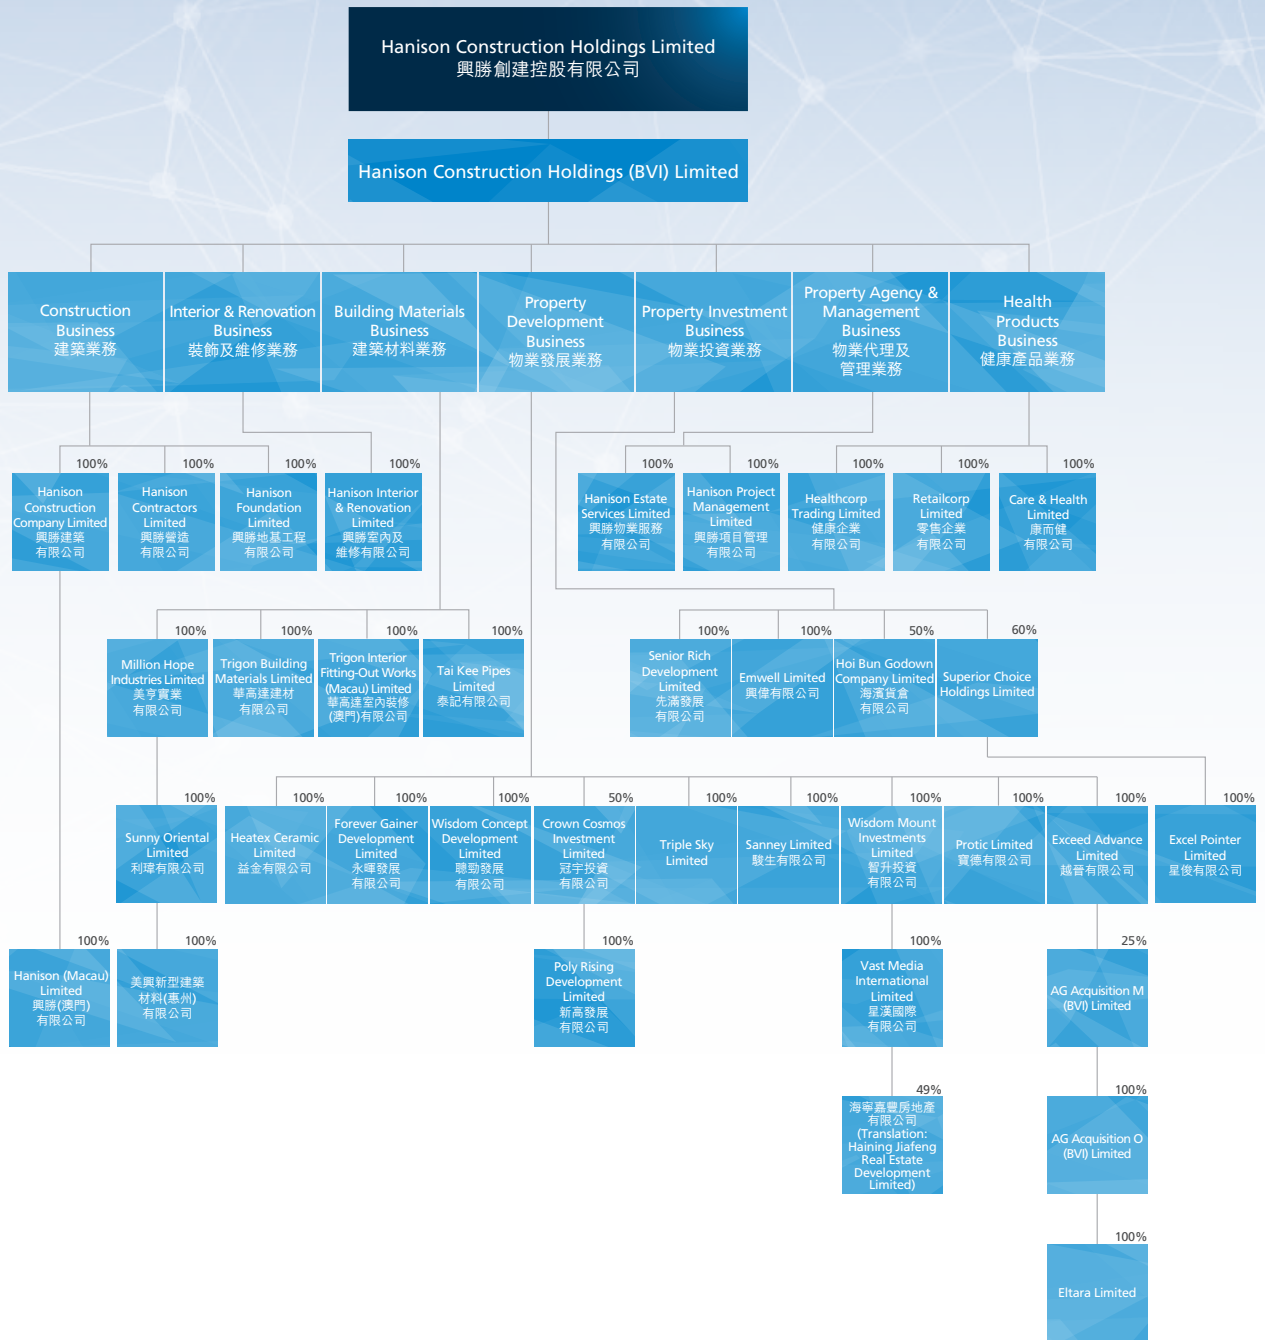 Hanison Construction Holdings Limited
興勝創建控股有限公司
Hanison Construction Holdings (BVI) Limited
Construction
Business
建築業務
Interior & Renovation
Business
裝飾及維修業務
Building Materials
Business
建築材料業務
Property
Development
Business
物業發展業務
Property Investment
Business
物業投資業務
Property Agency &
Management
Business
物業代理及
管理業務
Health
Products
Business
健康產品業務
100%
Hanison
Construction
Company Limited
興勝建築
有限公司
100%
Hanison
Contractors
Limited
興勝營造
有限公司
100%
Hanison
Foundation
Limited
興勝地基工程
有限公司
100%
Hanison Interior
& Renovation
Limited
興勝室內及
維修有限公司
100%
Hanison Estate
Services Limited
興勝物業服務
有限公司
100%
Hanison Project
Management
Limited
興勝項目管理
有限公司
100%
Healthcorp
Trading Limited
健康企業
有限公司
100%
Retailcorp
Limited
零售企業
有限公司
100%
Care & Health
Limited
康而健
有限公司
100%
Million Hope
Industries Limited
美亨實業
有限公司
100%
Trigon Building
Materials Limited
華高達建材
有限公司
100%
Trigon Interior
Fitting-Out Works
(Macau) Limited
華高達室內裝修
(澳門)有限公司
100%
Tai Kee Pipes
Limited
泰記有限公司
100%
Senior Rich
Development
Limited
先滿發展
有限公司
100%
Emwell Limited
興偉有限公司
50%
Hoi Bun Godown
Company Limited
海濱貨倉
有限公司
60%
Superior Choice
Holdings Limited
100%
Sunny Oriental
Limited
利瑋有限公司
100%
Heatex Ceramic
Limited
益金有限公司
100%
Forever Gainer
Development
Limited
永暉發展
有限公司
100%
Wisdom Concept
Development
Limited
聰勁發展
有限公司
50%
Crown Cosmos
Investment
Limited
冠宇投資
有限公司
100%
Triple Sky
Limited
100%
Sanney Limited
駿生有限公司
100%
Wisdom Mount
Investments
Limited
智升投資
有限公司
100%
Protic Limited
寶德有限公司
100%
Exceed Advance
Limited
越晉有限公司
100%
Excel Pointer
Limited
星俊有限公司
100%
Hanison (Macau)
Limited
興勝(澳門)
有限公司
100%
美興新型建築
材料(惠州)
有限公司
100%
Poly Rising
Development
Limited
新高發展
有限公司
100%
Vast Media
International
Limited
星漢國際
有限公司
25%
AG Acquisition M
(BVI) Limited
49%
海寧嘉豐房地產
有限公司
(Translation:
Haining Jiafeng
Real Estate
Development
Limited)
100%
AG Acquisition O
(BVI) Limited
100%
Eltara Limited